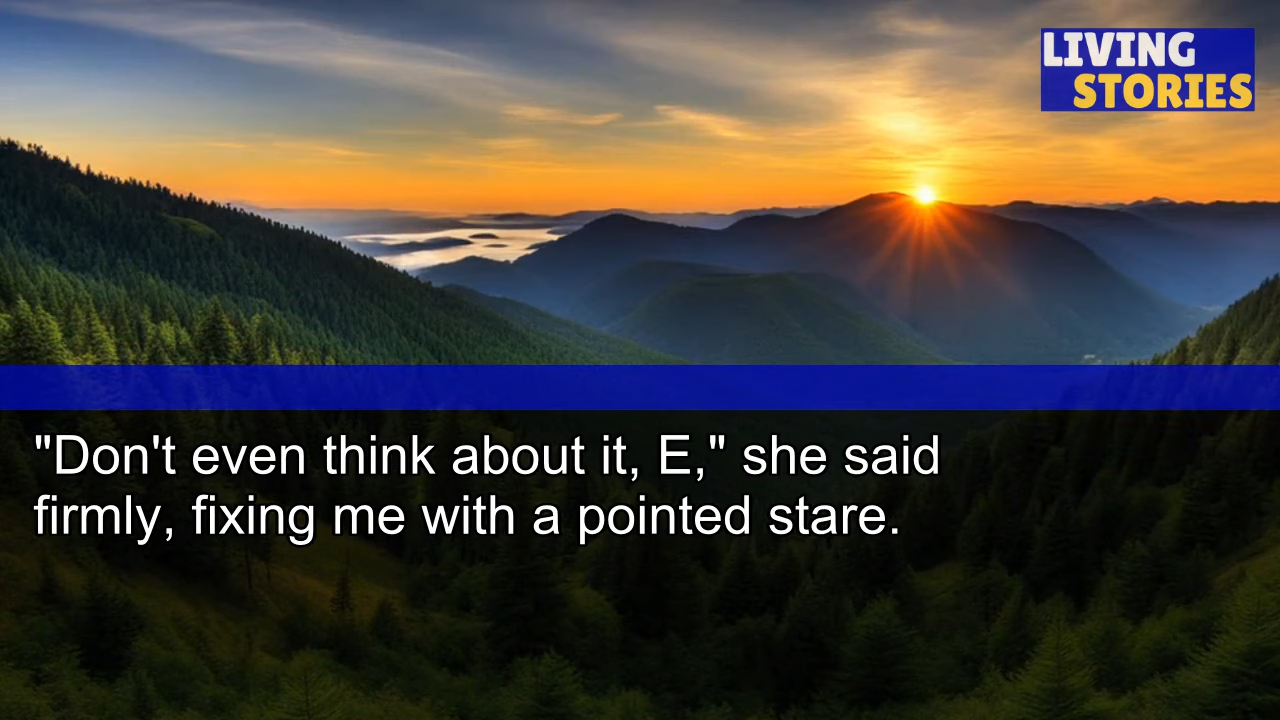 LIVING
STORIES
"Don't even think about it, E," she said
firmly, fixing me with a pointed stare.